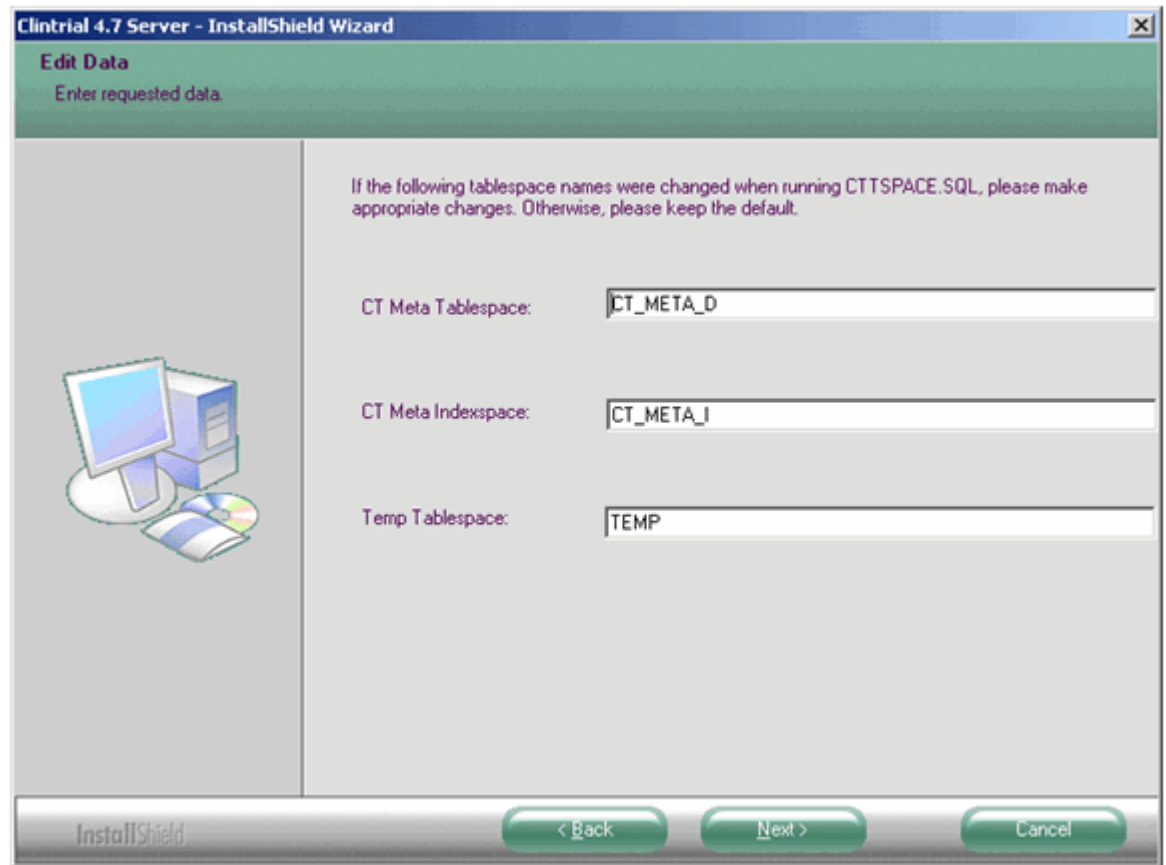 Clintrial 4.7 Server - InstallShield Wizard
Edit Data
Enter requested data.
If the following tablespace names were changed when running CTTSPACE.SQL, please make
appropriate changes. Otherwise, please keep the default.
CT Meta Tablespace:
CT_META_D
CT Meta Indexspace:
CT_META_I
Temp Tablespace:
TEMP
InstallShield
< Back
Next >
Cancel